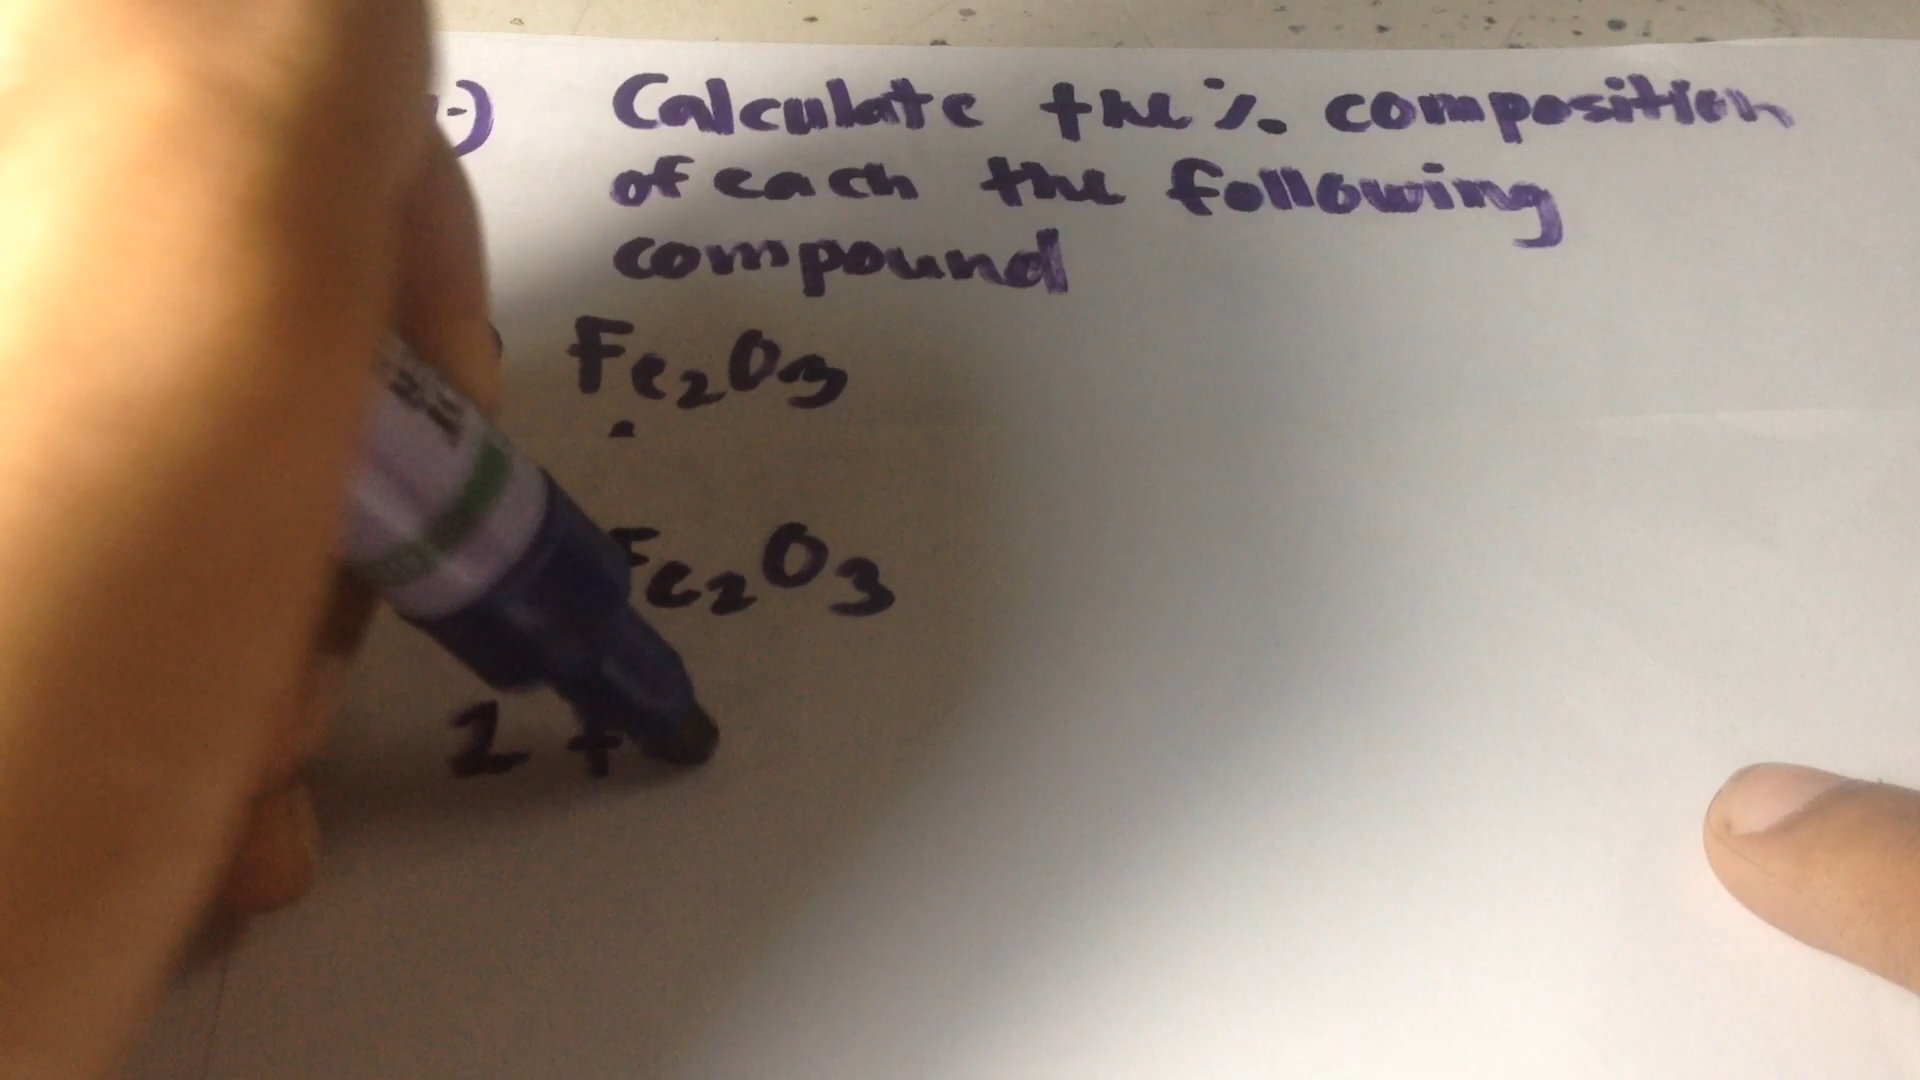 -) Calculate the % composition
of each the following
compound
Fe2O3
Fe2O3
2 F